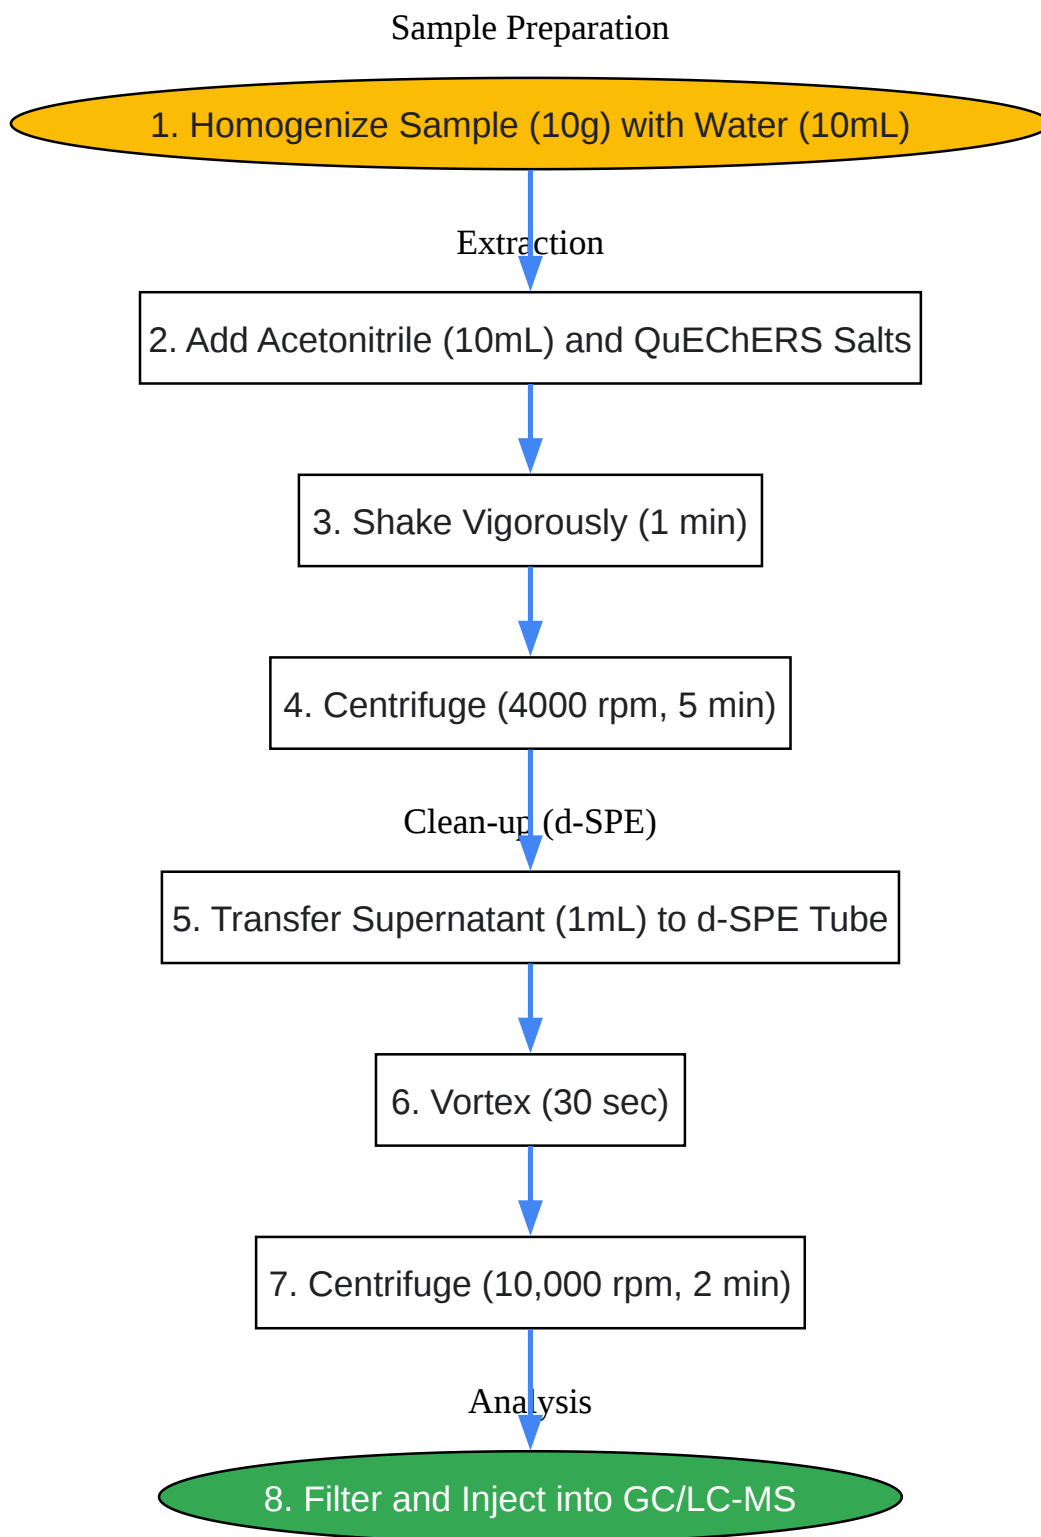 Sample Preparation
1. Homogenize Sample (10g) with Water (10mL)
Extraction
2. Add Acetonitrile (10mL) and QuEChERS Salts
3. Shake Vigorously (1 min)
4. Centrifuge (4000 rpm, 5 min)
Clean-up (d-SPE)
5. Transfer Supernatant (1mL) to d-SPE Tube
6. Vortex (30 sec)
7. Centrifuge (10,000 rpm, 2 min)
Analysis
8. Filter and Inject into GC/LC-MS